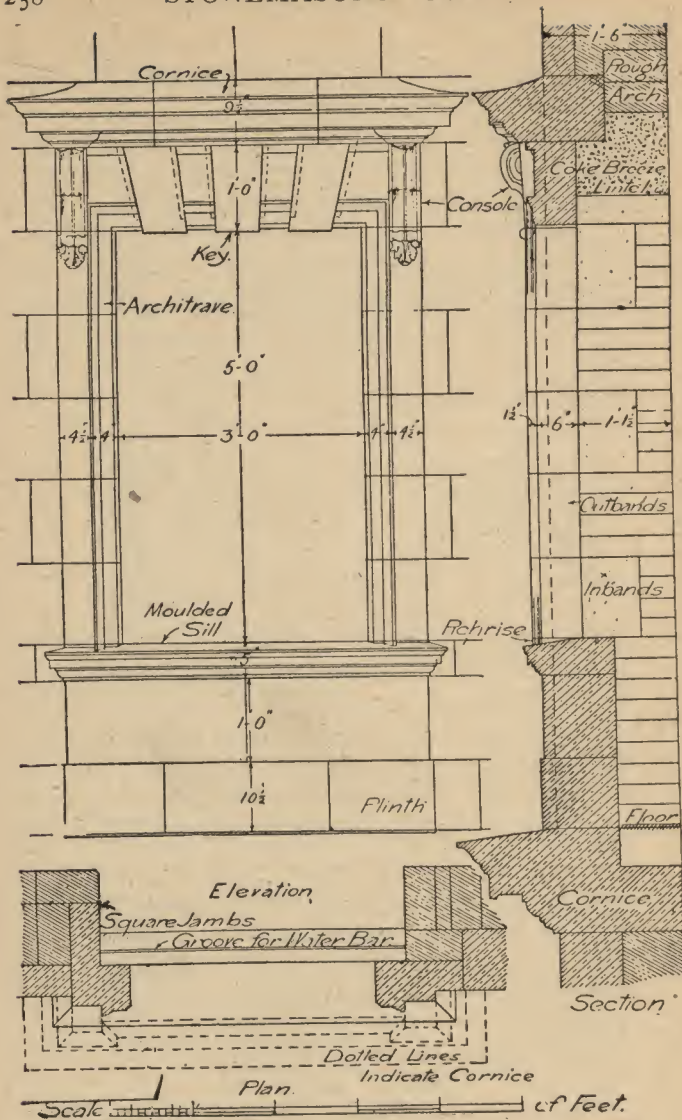 Cornice
9½"
1'-6"
Rough
Arch
Coke Breeze
Lintel
1'-0"
Console
Key.
Architrave
5'-0"
4½" 4" 3'-0" 4" 4½"
1½" 6" 1'-1½"
Outbands
Inbands
Moulded
Sill
5"
1'-0"
10½
Plinth
Floor
Elevation
Cornice
Square Jambs
Groove for Water Bar
Section
Dotted Lines
Indicate Cornice
Plan
Scale of Feet.